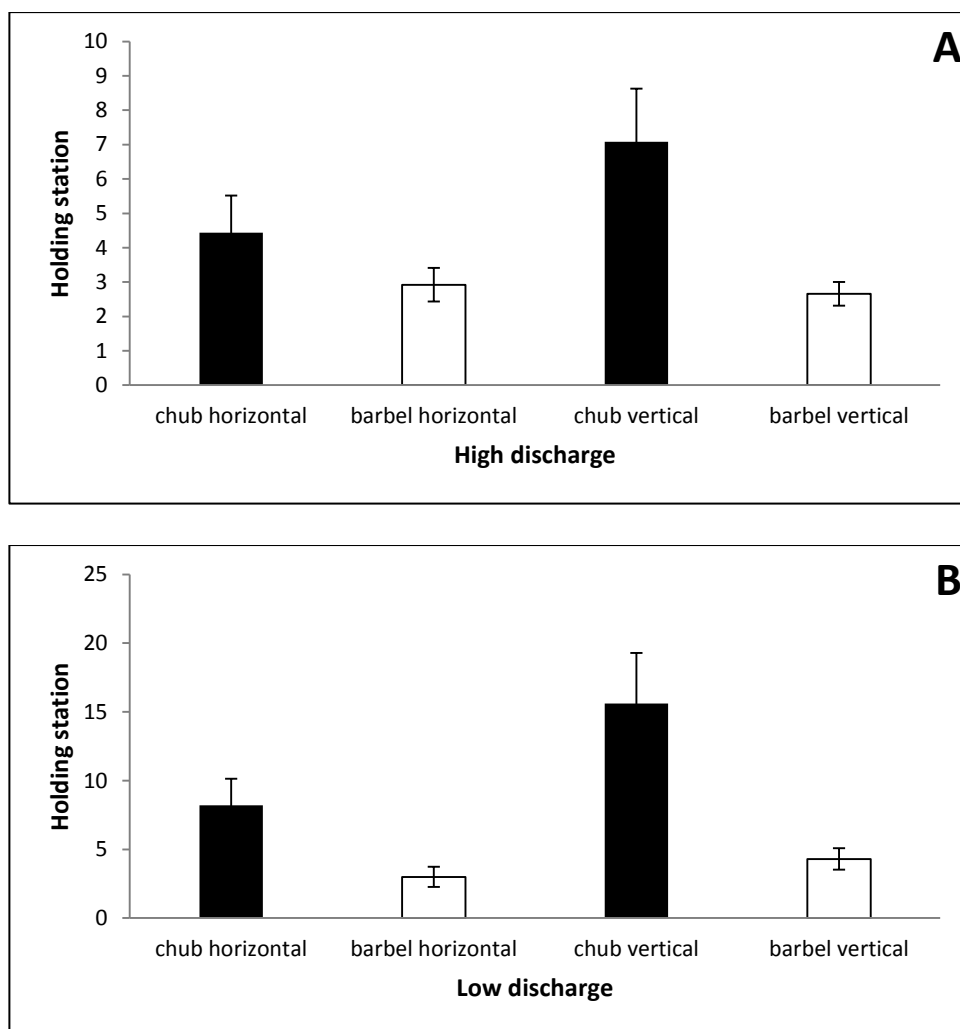 A
10
9
8
7
6
5
4
3
2
1
0
Holding station
chub horizontal barbel horizontal chub vertical barbel vertical
High discharge
B
25
20
15
10
5
0
Holding station
chub horizontal barbel horizontal chub vertical barbel vertical
Low discharge